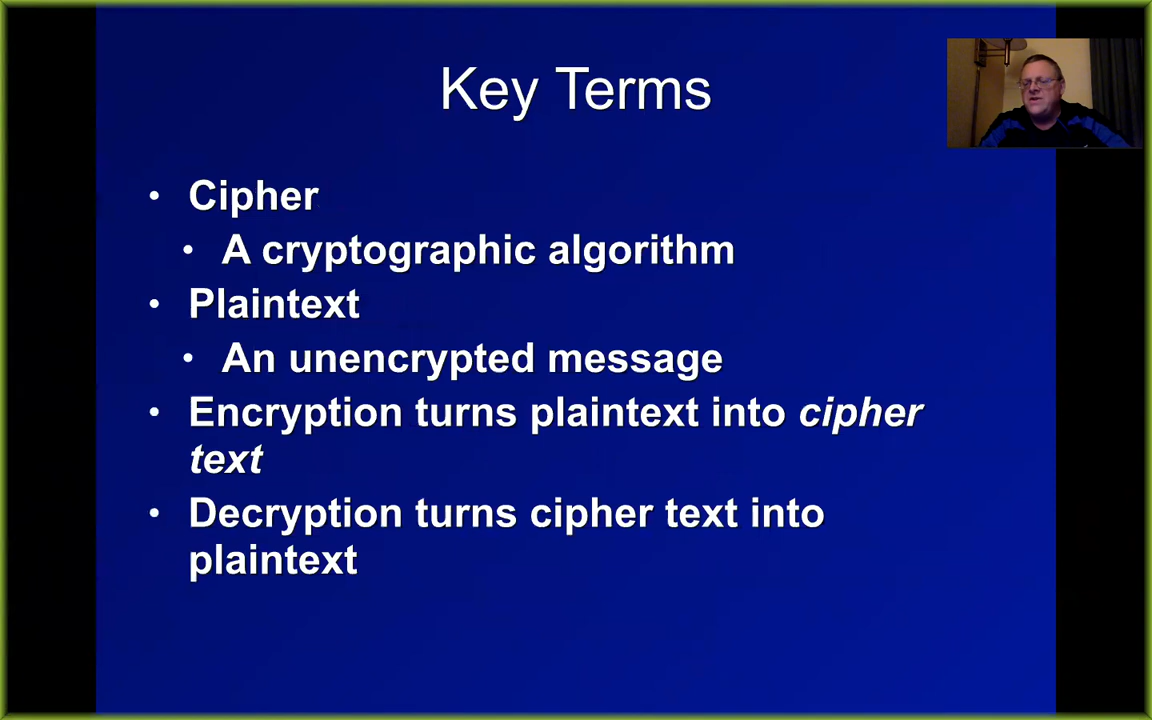 Key Terms
• Cipher
• A cryptographic algorithm
• Plaintext
• An unencrypted message
• Encryption turns plaintext into cipher
text
• Decryption turns cipher text into
plaintext